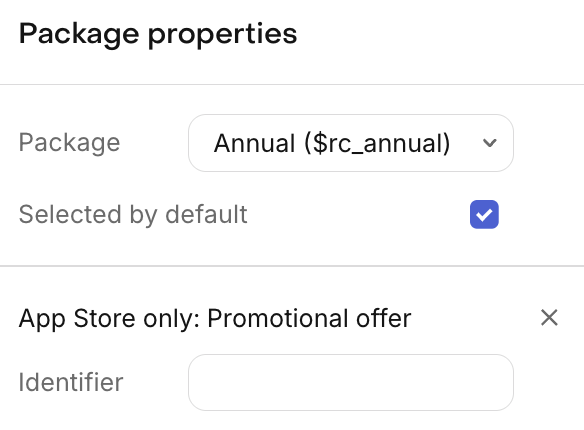 Package properties
Package
Annual ($rc_annual)
Selected by default
App Store only: Promotional offer
Identifier